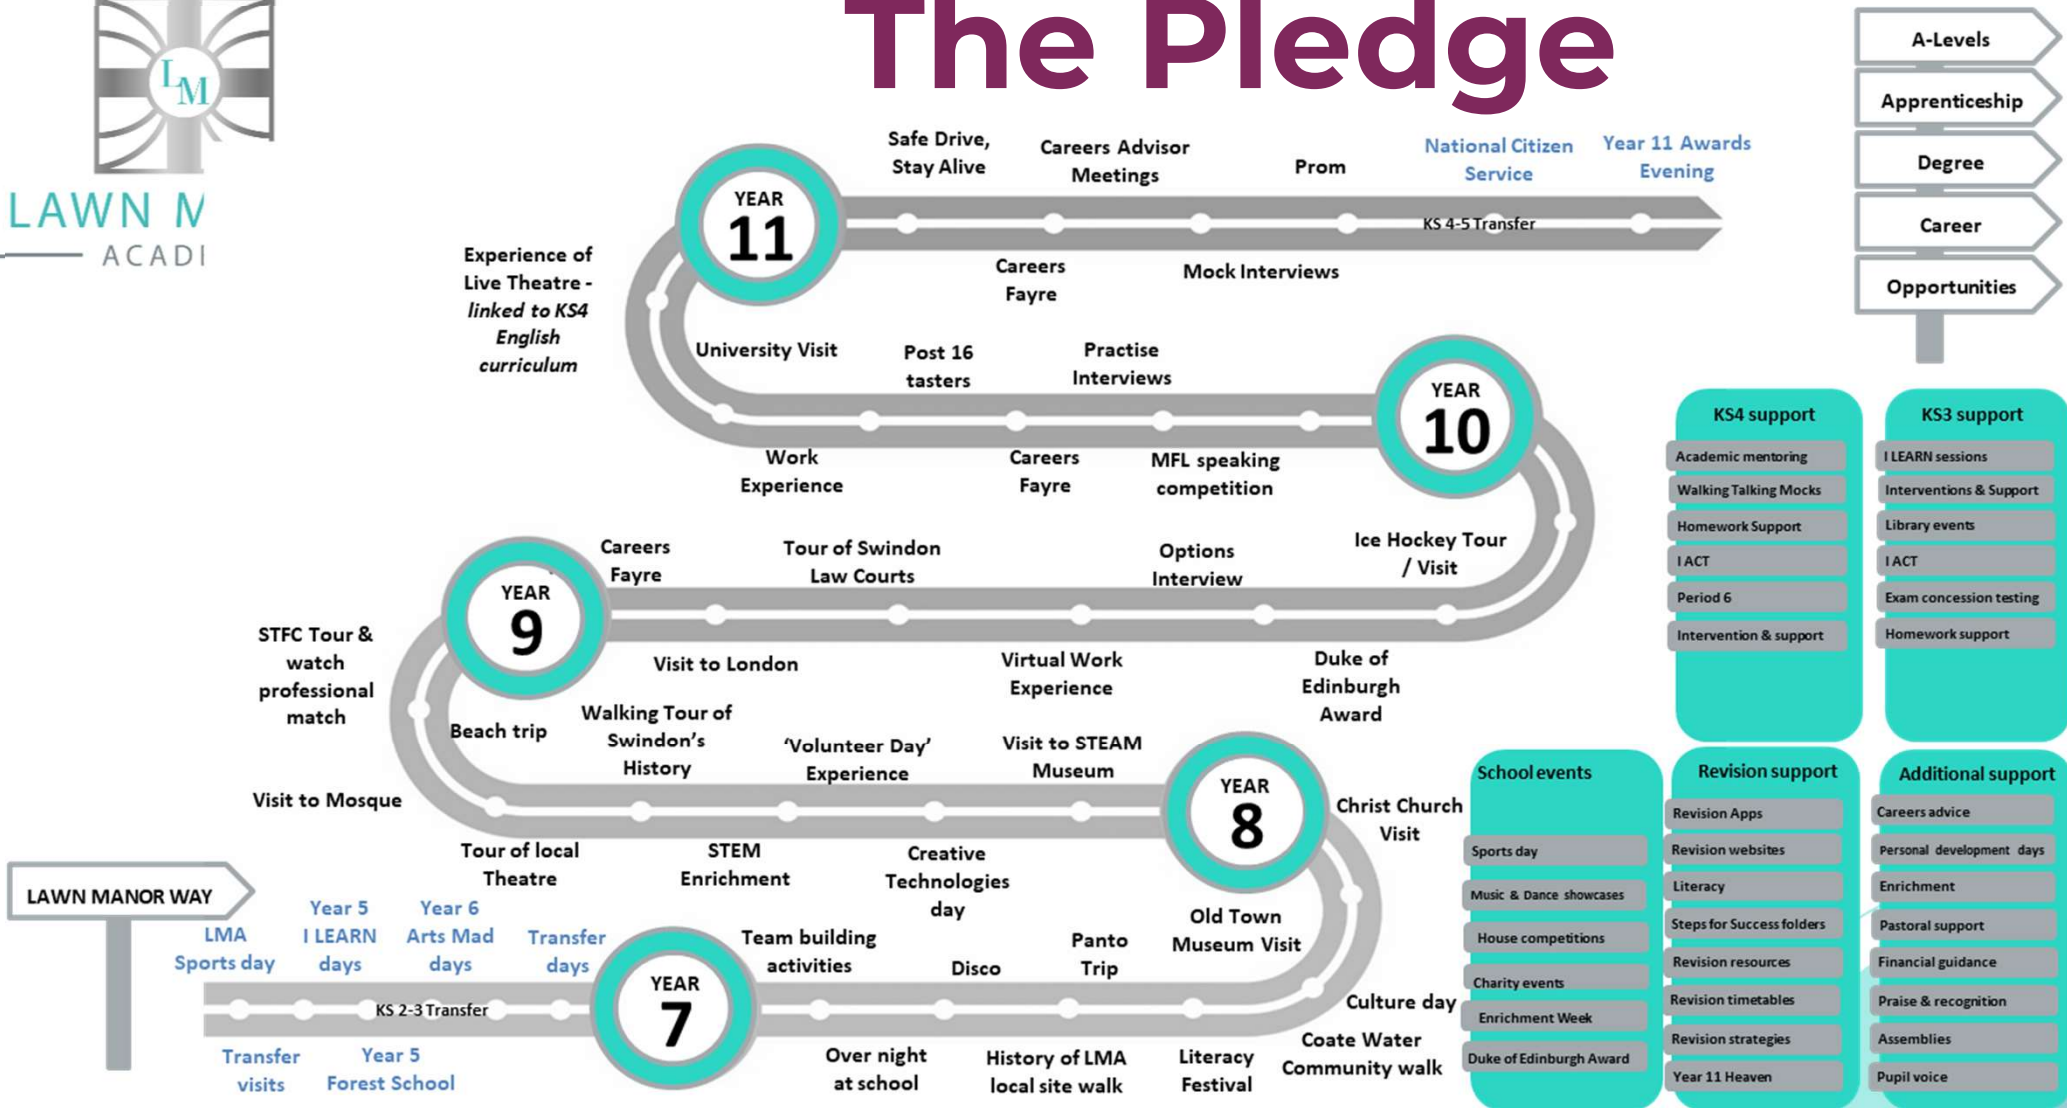 The Pledge
LM
LAWN M
ACADI
A-Levels
Apprenticeship
Degree
Career
Opportunities
Safe Drive,
Stay Alive
Careers Advisor
Meetings
Prom
National Citizen
Service
Year 11 Awards
Evening
YEAR
11
KS 4-5 Transfer
Careers
Fayre
Mock Interviews
Experience of
Live Theatre -
linked to KS4
English
curriculum
University Visit
Post 16
tasters
Practise
Interviews
YEAR
10
Work
Experience
Careers
Fayre
MFL speaking
competition
Ice Hockey Tour
/ Visit
Careers
Fayre
Tour of Swindon
Law Courts
Options
Interview
YEAR
9
Visit to London
Virtual Work
Experience
Duke of
Edinburgh
Award
STFC Tour &
watch
professional
match
Beach trip
Walking Tour of
Swindon's
History
‘Volunteer Day’
Experience
Visit to STEAM
Museum
YEAR
8
Visit to Mosque
Tour of local
Theatre
STEM
Enrichment
Creative
Technologies
day
Christ Church
Visit
Old Town
Museum Visit
Culture day
Coate Water
Community walk
LAWN MANOR WAY
LMA
Sports day
Year 5
I LEARN
days
Year 6
Arts Mad
days
Transfer
days
KS 2-3 Transfer
Transfer
visits
Year 5
Forest School
YEAR
7
Team building
activities
Disco
Panto
Trip
Over night
at school
History of LMA
local site walk
Literacy
Festival
KS4 support
Academic mentoring
Walking Talking Mocks
Homework Support
I ACT
Period 6
Intervention & support
KS3 support
I LEARN sessions
Interventions & Support
Library events
I ACT
Exam concession testing
Homework support
School events
Sports day
Music & Dance showcases
House competitions
Charity events
Enrichment Week
Duke of Edinburgh Award
Revision support
Revision Apps
Revision websites
Literacy
Steps for Success folders
Revision resources
Revision timetables
Revision strategies
Year 11 Heaven
Additional support
Careers advice
Personal development days
Enrichment
Pastoral support
Financial guidance
Praise & recognition
Assemblies
Pupil voice